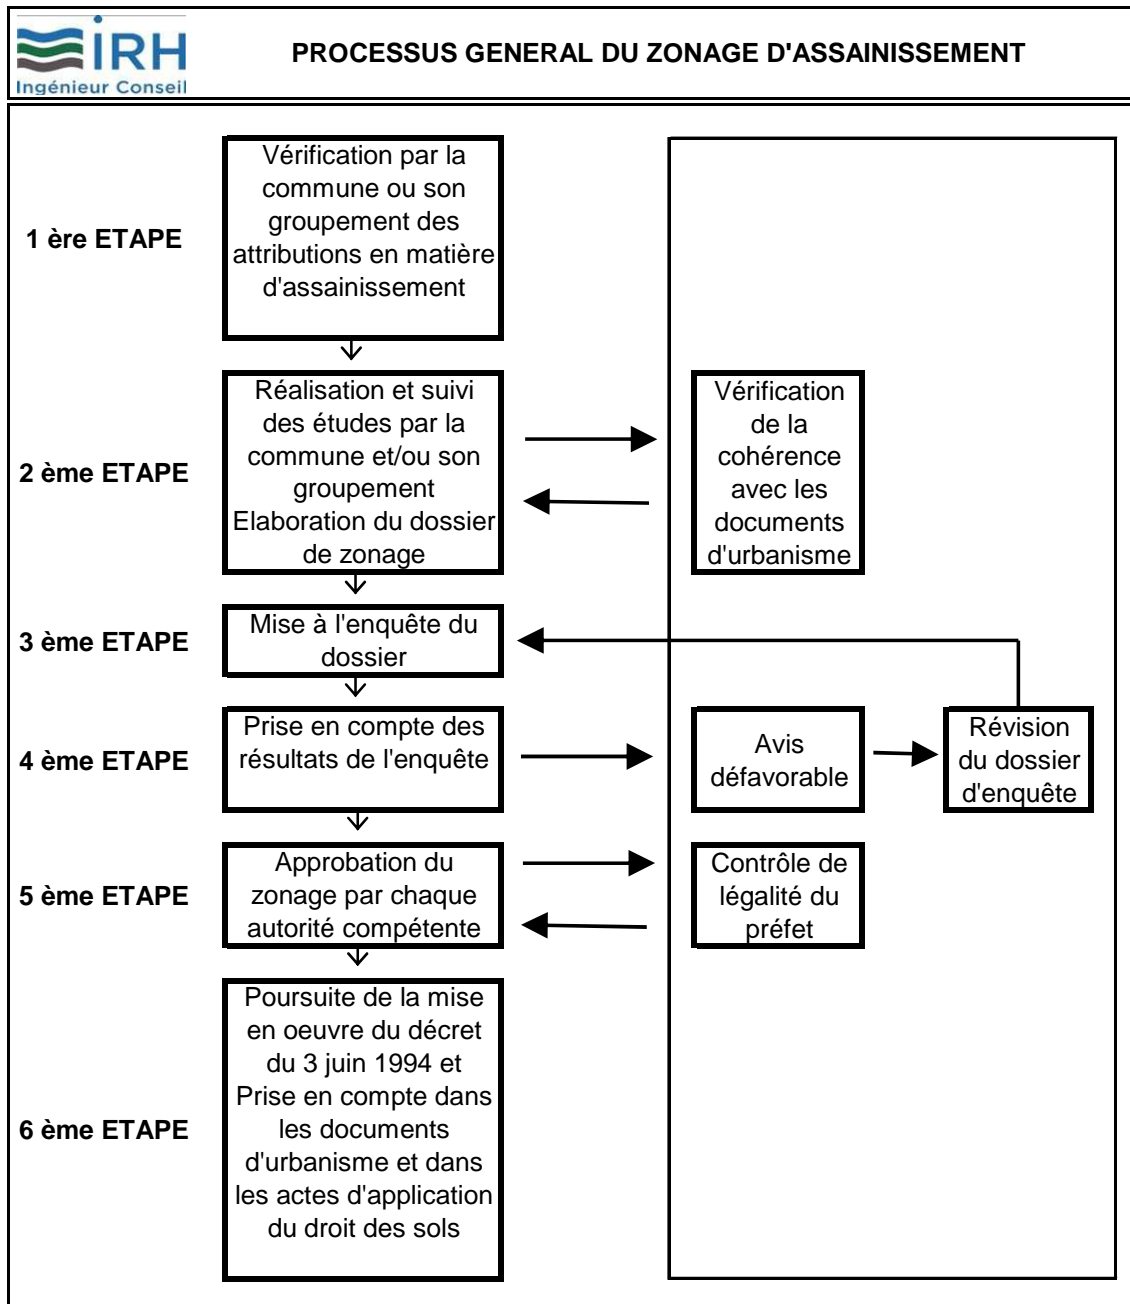 IRH
Ingénieur Conseil
PROCESSUS GENERAL DU ZONAGE D'ASSAINISSEMENT
1 ère ETAPE
Vérification par la
commune ou son
groupement des
attributions en matière
d'assainissement
2 ème ETAPE
Réalisation et suivi
des études par la
commune et/ou son
groupement
Elaboration du dossier
de zonage
Vérification
de la
cohérence
avec les
documents
d'urbanisme
3 ème ETAPE
Mise à l'enquête du
dossier
4 ème ETAPE
Prise en compte des
résultats de l'enquête
Avis
défavorable
Révision
du dossier
d'enquête
5 ème ETAPE
Approbation du
zonage par chaque
autorité compétente
Contrôle de
légalité du
préfet
6 ème ETAPE
Poursuite de la mise
en oeuvre du décret
du 3 juin 1994 et
Prise en compte dans
les documents
d'urbanisme et dans
les actes d'application
du droit des sols